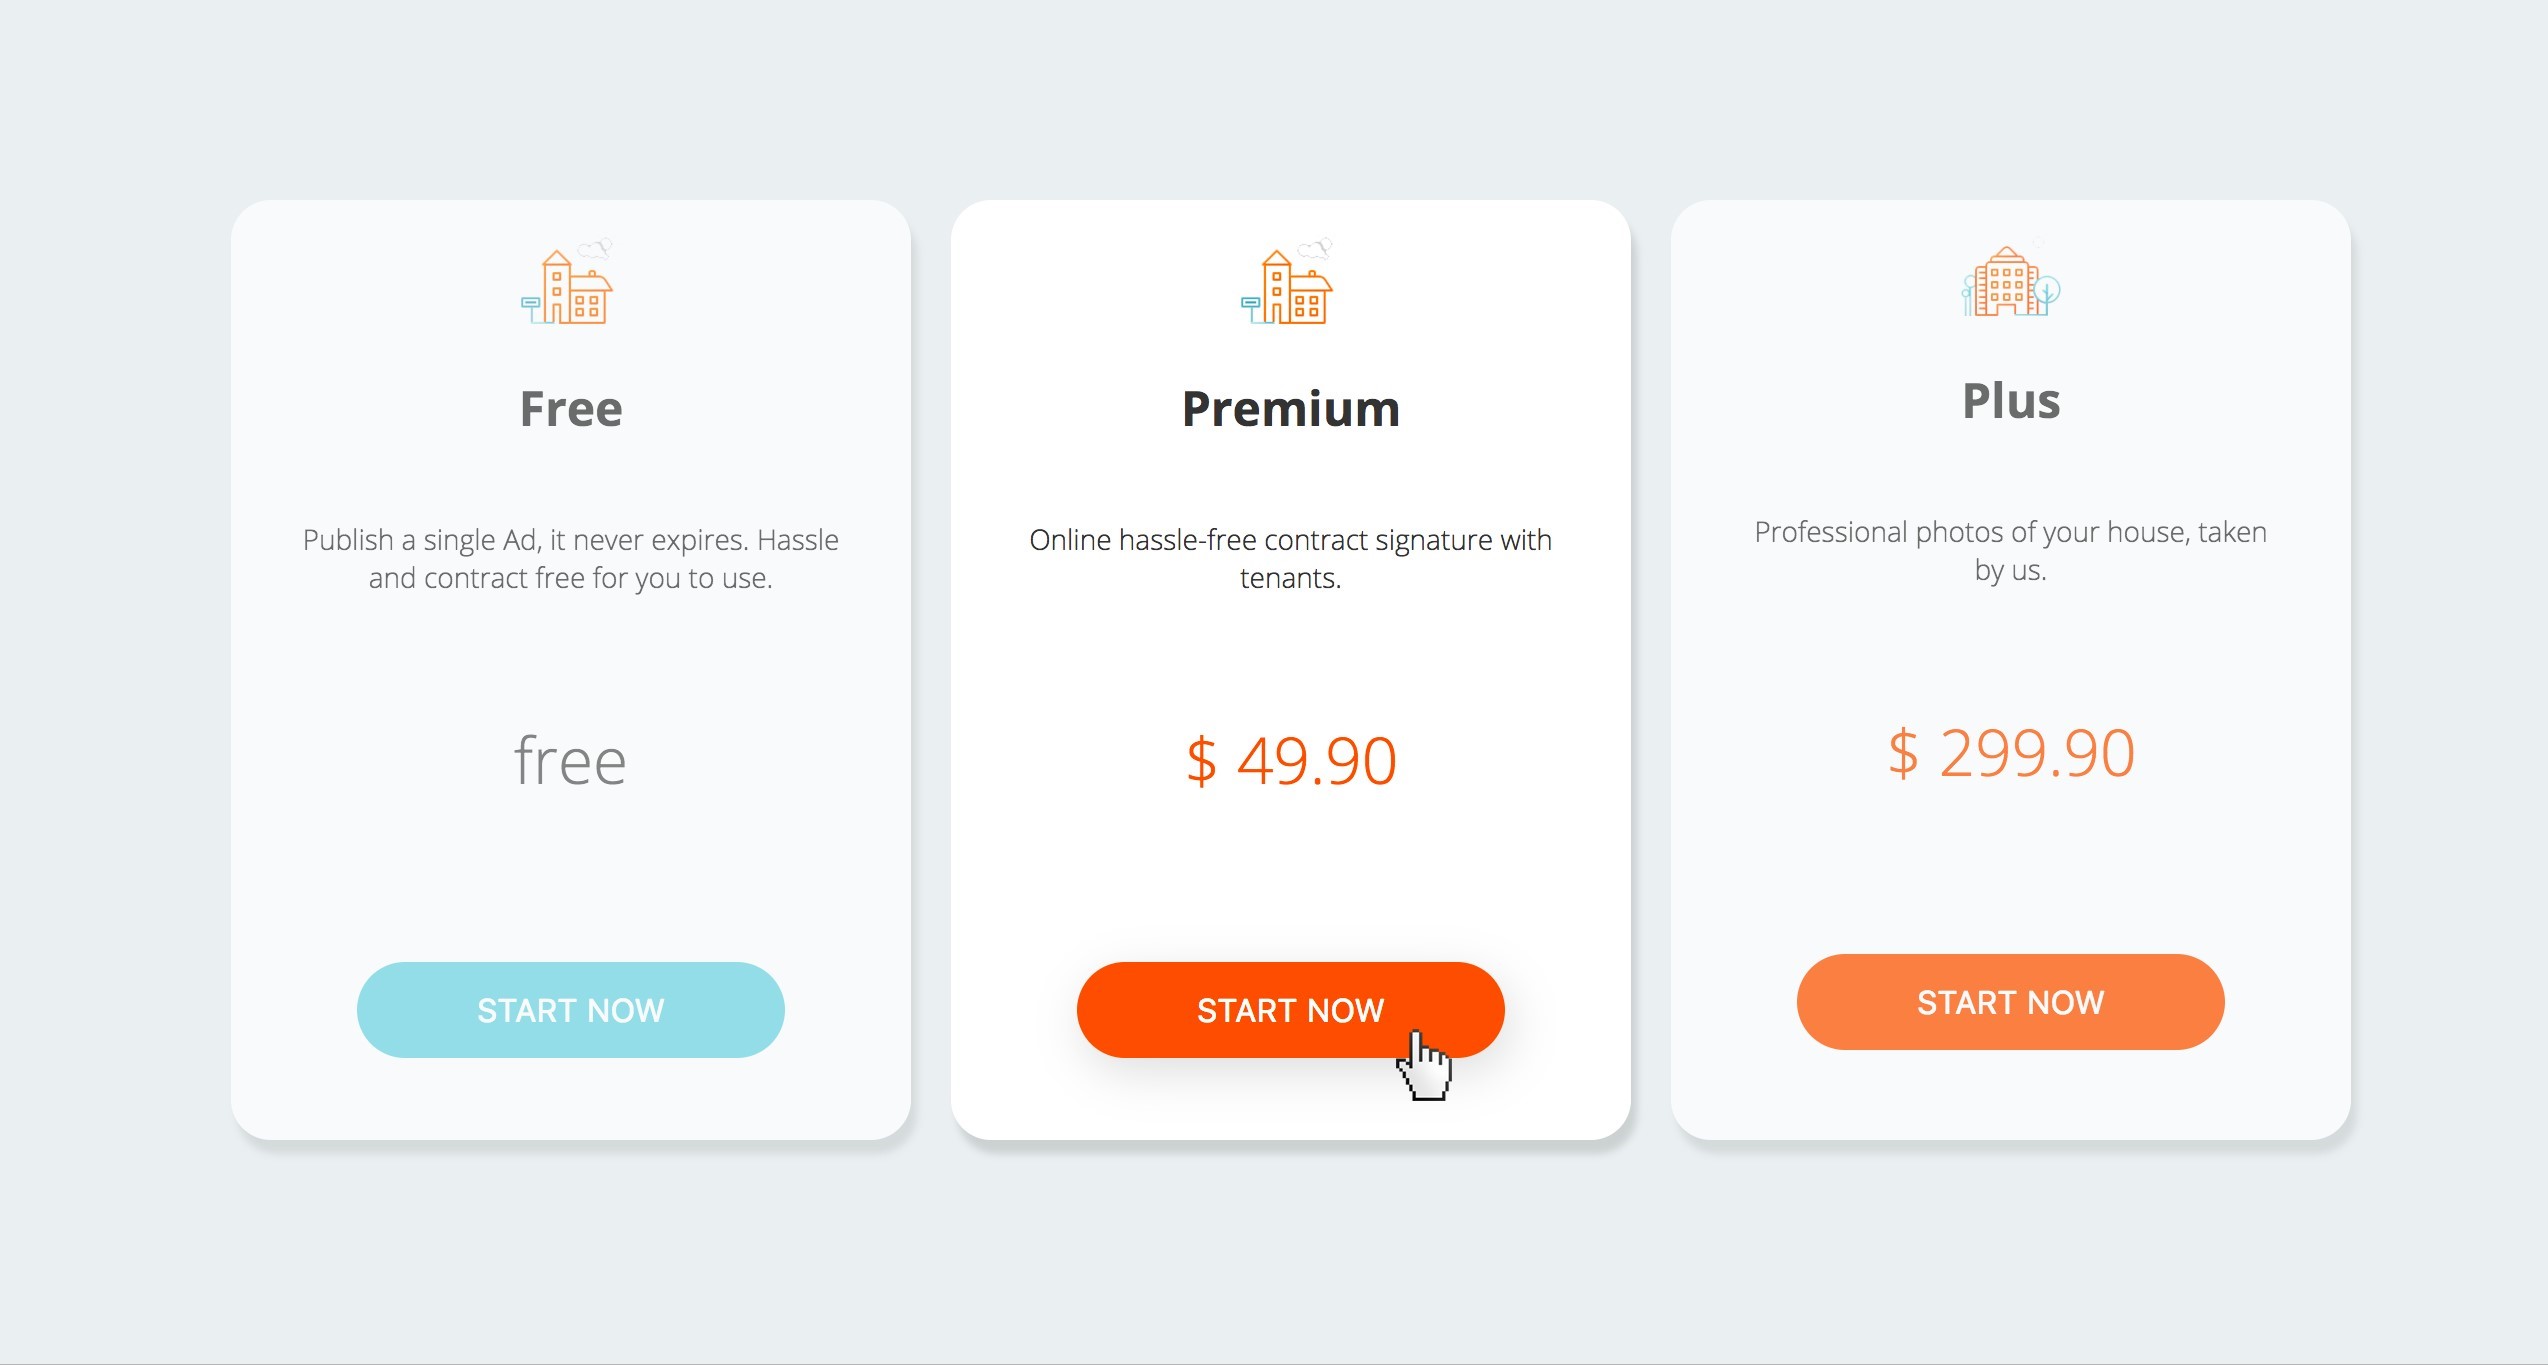 Free
Publish a single Ad, it never expires. Hassle
and contract free for you to use.
free
START NOW
Premium
Online hassle-free contract signature with
tenants.
$ 49.90
START NOW
Plus
Professional photos of your house, taken
by us.
$ 299.90
START NOW